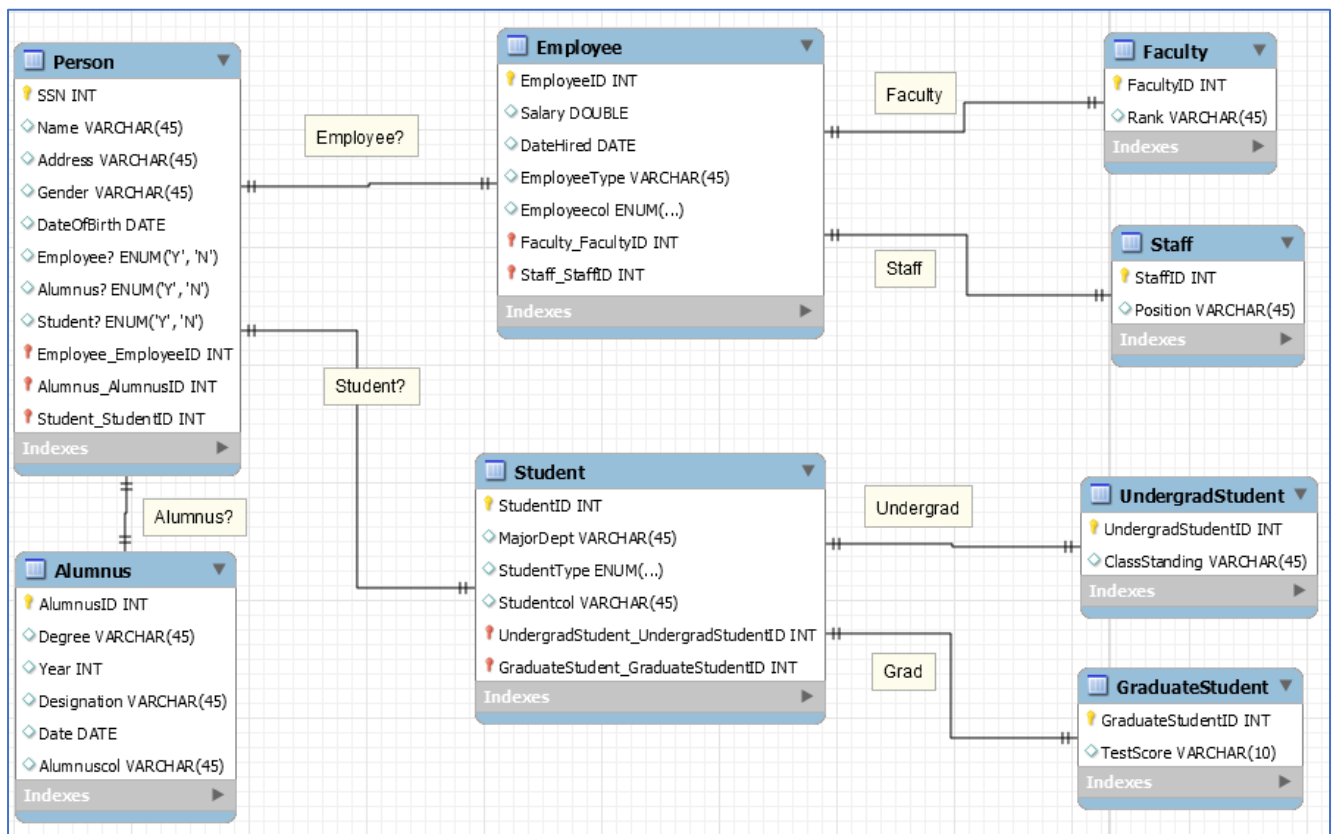 Person
SSN INT
Name VARCHAR(45)
Address VARCHAR(45)
Gender VARCHAR(45)
DateOfBirth DATE
Employee? ENUM('Y', 'N')
Alumnus? ENUM('Y', 'N')
Student? ENUM('Y', 'N')
Employee_EmployeeID INT
Alumnus_AlumnusID INT
Student_StudentID INT
Indexes
Employee?
Employee
EmployeeID INT
Salary DOUBLE
DateHired DATE
EmployeeType VARCHAR(45)
Employeecol ENUM(...)
Faculty_FacultyID INT
Staff_StaffID INT
Indexes
Faculty
Faculty
FacultyID INT
Rank VARCHAR(45)
Indexes
Staff
Staff
StaffID INT
Position VARCHAR(45)
Indexes
Student?
Alumnus?
Alumnus
AlumnusID INT
Degree VARCHAR(45)
Year INT
Designation VARCHAR(45)
Date DATE
Alumnuscol VARCHAR(45)
Indexes
Student
StudentID INT
MajorDept VARCHAR(45)
StudentType ENUM(...)
Studentcol VARCHAR(45)
UndergradStudent_UndergradStudentID INT
GraduateStudent_GraduateStudentID INT
Indexes
Undergrad
UndergradStudent
UndergradStudentID INT
ClassStanding VARCHAR(45)
Indexes
Grad
GraduateStudent
GraduateStudentID INT
TestScore VARCHAR(10)
Indexes